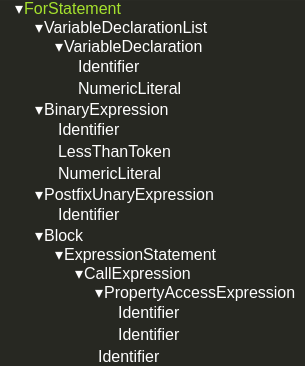 ▾ForStatement
▾VariableDeclarationList
▾VariableDeclaration
Identifier
NumericLiteral
▾BinaryExpression
Identifier
LessThanToken
NumericLiteral
▾PostfixUnaryExpression
Identifier
▾Block
▾ExpressionStatement
▾CallExpression
▾PropertyAccessExpression
Identifier
Identifier
Identifier